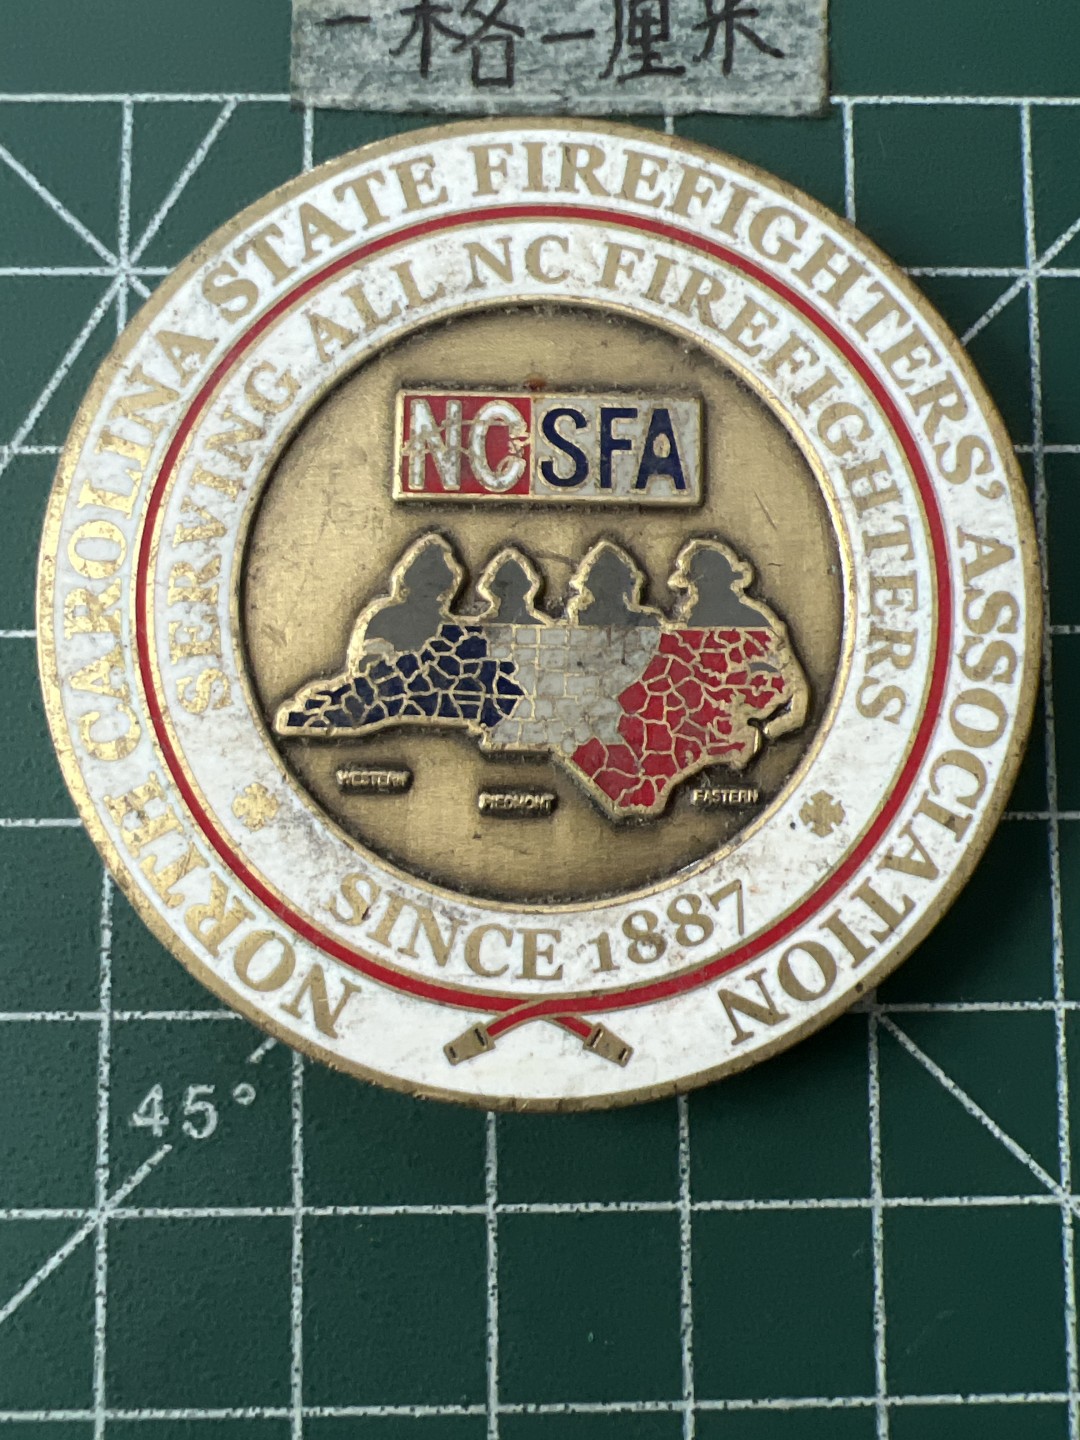 一格一厘米
NORTH CAROLINA STATE FIREFIGHTERS' ASSOCIATION
SERVING ALL NC FIREFIGHTERS
NCSFA
WESTERN
PIEDMONT
EASTERN
SINCE 1887
45°